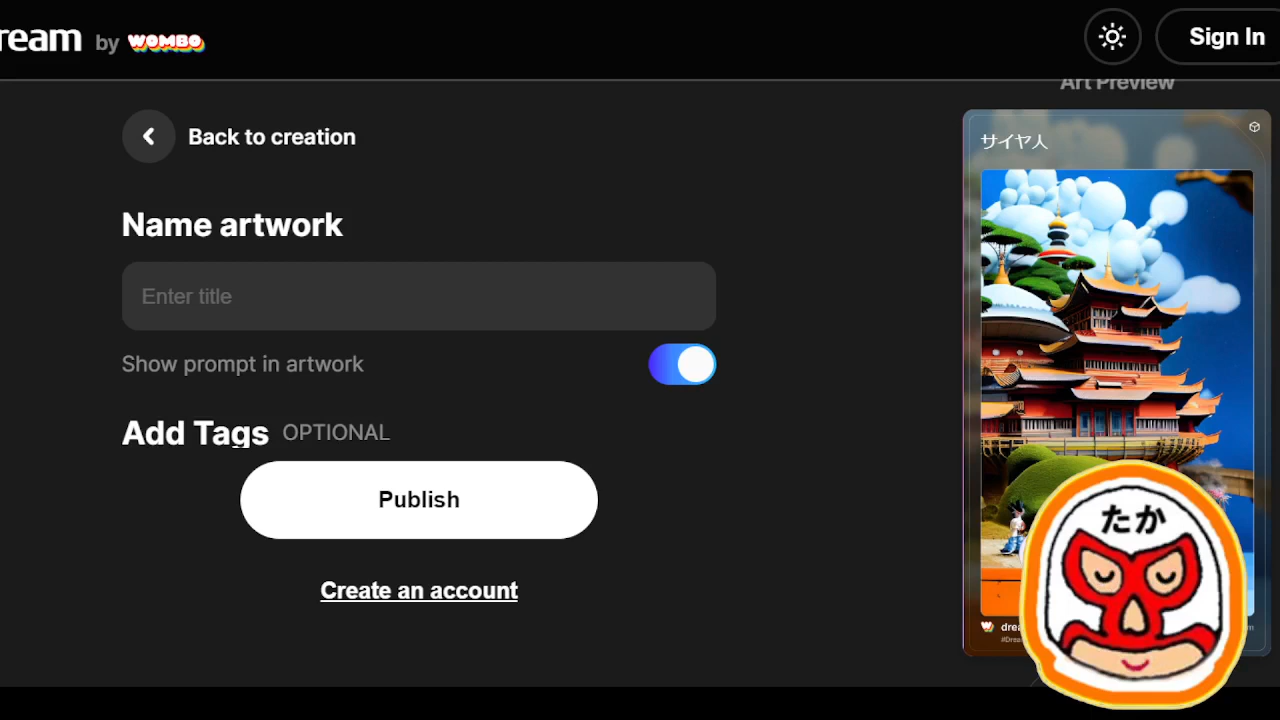 ream by WOMBO
Sign In
Art Preview
Back to creation
サイヤ人
Name artwork
Enter title
Show prompt in artwork
Add Tags OPTIONAL
Publish
たか
Create an account